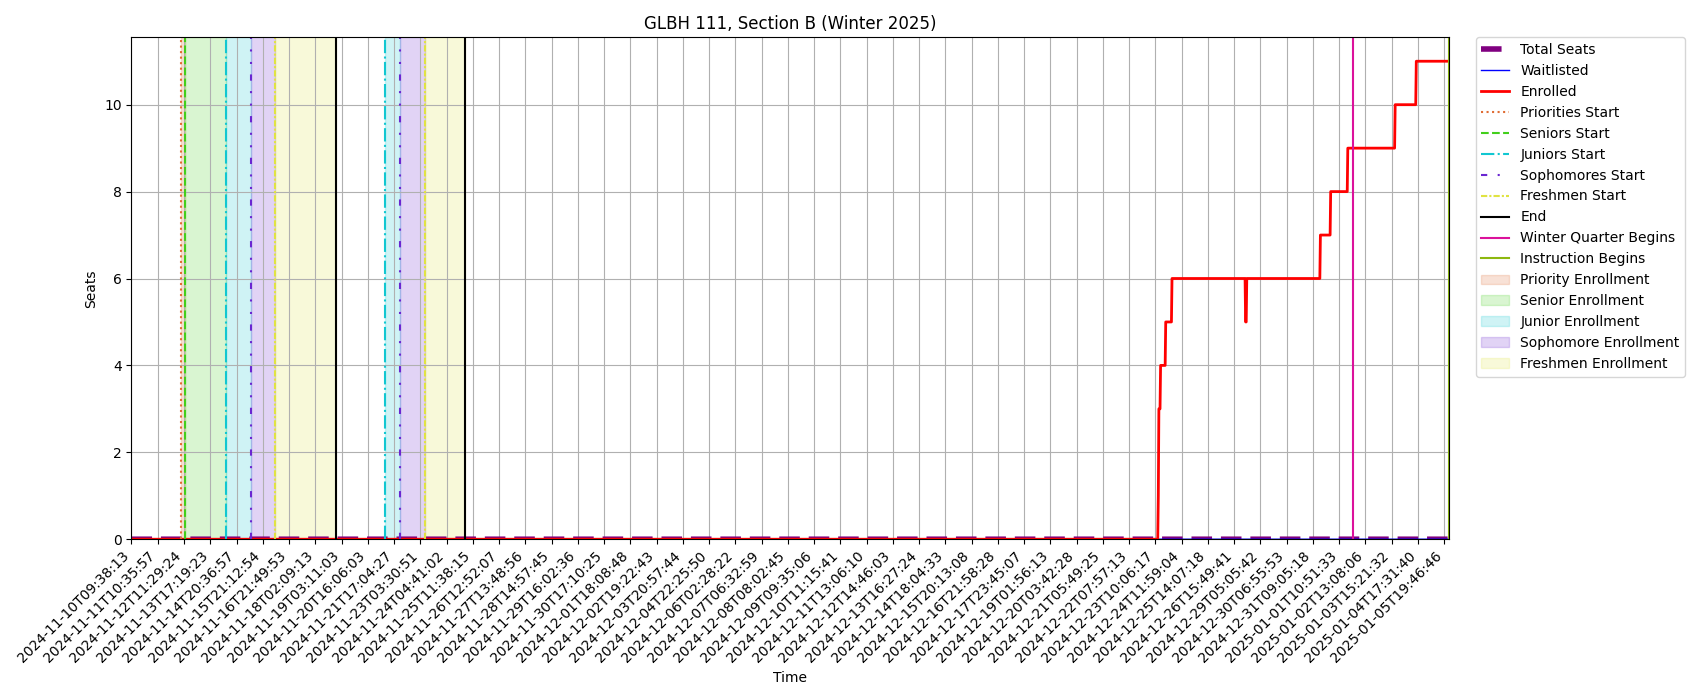 GLBH 111, Section B (Winter 2025)
Seats
10
8
6
4
2
0
2024-11-10T09:38:13
2024-11-11T10:35:57
2024-11-12T11:29:24
2024-11-13T17:19:23
2024-11-14T20:36:57
2024-11-15T21:12:54
2024-11-16T21:49:53
2024-11-18T02:09:13
2024-11-19T03:11:03
2024-11-20T16:06:03
2024-11-21T17:04:27
2024-11-23T03:30:51
2024-11-24T04:41:02
2024-11-25T11:38:15
2024-11-26T12:52:07
2024-11-27T13:48:56
2024-11-28T14:57:45
2024-11-29T16:02:36
2024-11-30T17:10:25
2024-12-01T18:08:48
2024-12-02T19:22:43
2024-12-03T20:57:44
2024-12-04T22:25:50
2024-12-06T02:28:22
2024-12-07T06:32:59
2024-12-08T08:02:45
2024-12-09T09:35:06
2024-12-10T11:15:41
2024-12-11T13:06:10
2024-12-12T14:46:03
2024-12-13T16:27:24
2024-12-14T18:04:33
2024-12-15T20:13:08
2024-12-16T21:58:28
2024-12-17T23:45:07
2024-12-19T01:56:13
2024-12-20T03:42:28
2024-12-21T05:49:25
2024-12-22T07:57:13
2024-12-23T10:06:17
2024-12-24T11:59:04
2024-12-25T14:07:18
2024-12-26T15:49:41
2024-12-29T05:05:42
2024-12-30T06:55:53
2024-12-31T09:05:18
2025-01-01T10:51:33
2025-01-02T13:08:06
2025-01-03T15:21:32
2025-01-04T17:31:40
2025-01-05T19:46:46
Time
Total Seats
Waitlisted
Enrolled
Priorities Start
Seniors Start
Juniors Start
Sophomores Start
Freshmen Start
End
Winter Quarter Begins
Instruction Begins
Priority Enrollment
Senior Enrollment
Junior Enrollment
Sophomore Enrollment
Freshmen Enrollment